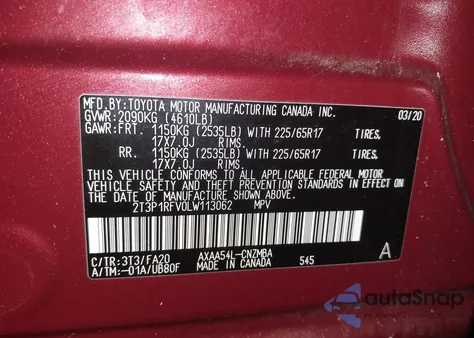 MFD. BY: TOYOTA MOTOR MANUFACTURING CANADA INC. 03/20
GVWR: 2090KG (4610LB)
GAWR: FRT. 1150KG (2535LB) WITH 225/65R17 TIRES,
17X7.0J RIMS,
RR. 1150KG (2535LB) WITH 225/65R17 TIRES,
17X7.0J RIMS,
THIS VEHICLE CONFORMS TO ALL APPLICABLE FEDERAL MOTOR
VEHICLE SAFETY AND THEFT PREVENTION STANDARDS IN
EFFECT ON THE DATE OF MANUFACTURE SHOWN ABOVE.
2T3P1RFV0LW113062 MPV
C/TR: 3T3/FA20 AXAA54L-CNZMBA
A/TM: -01A/UB80F MADE IN CANADA 545 A
autoSnap